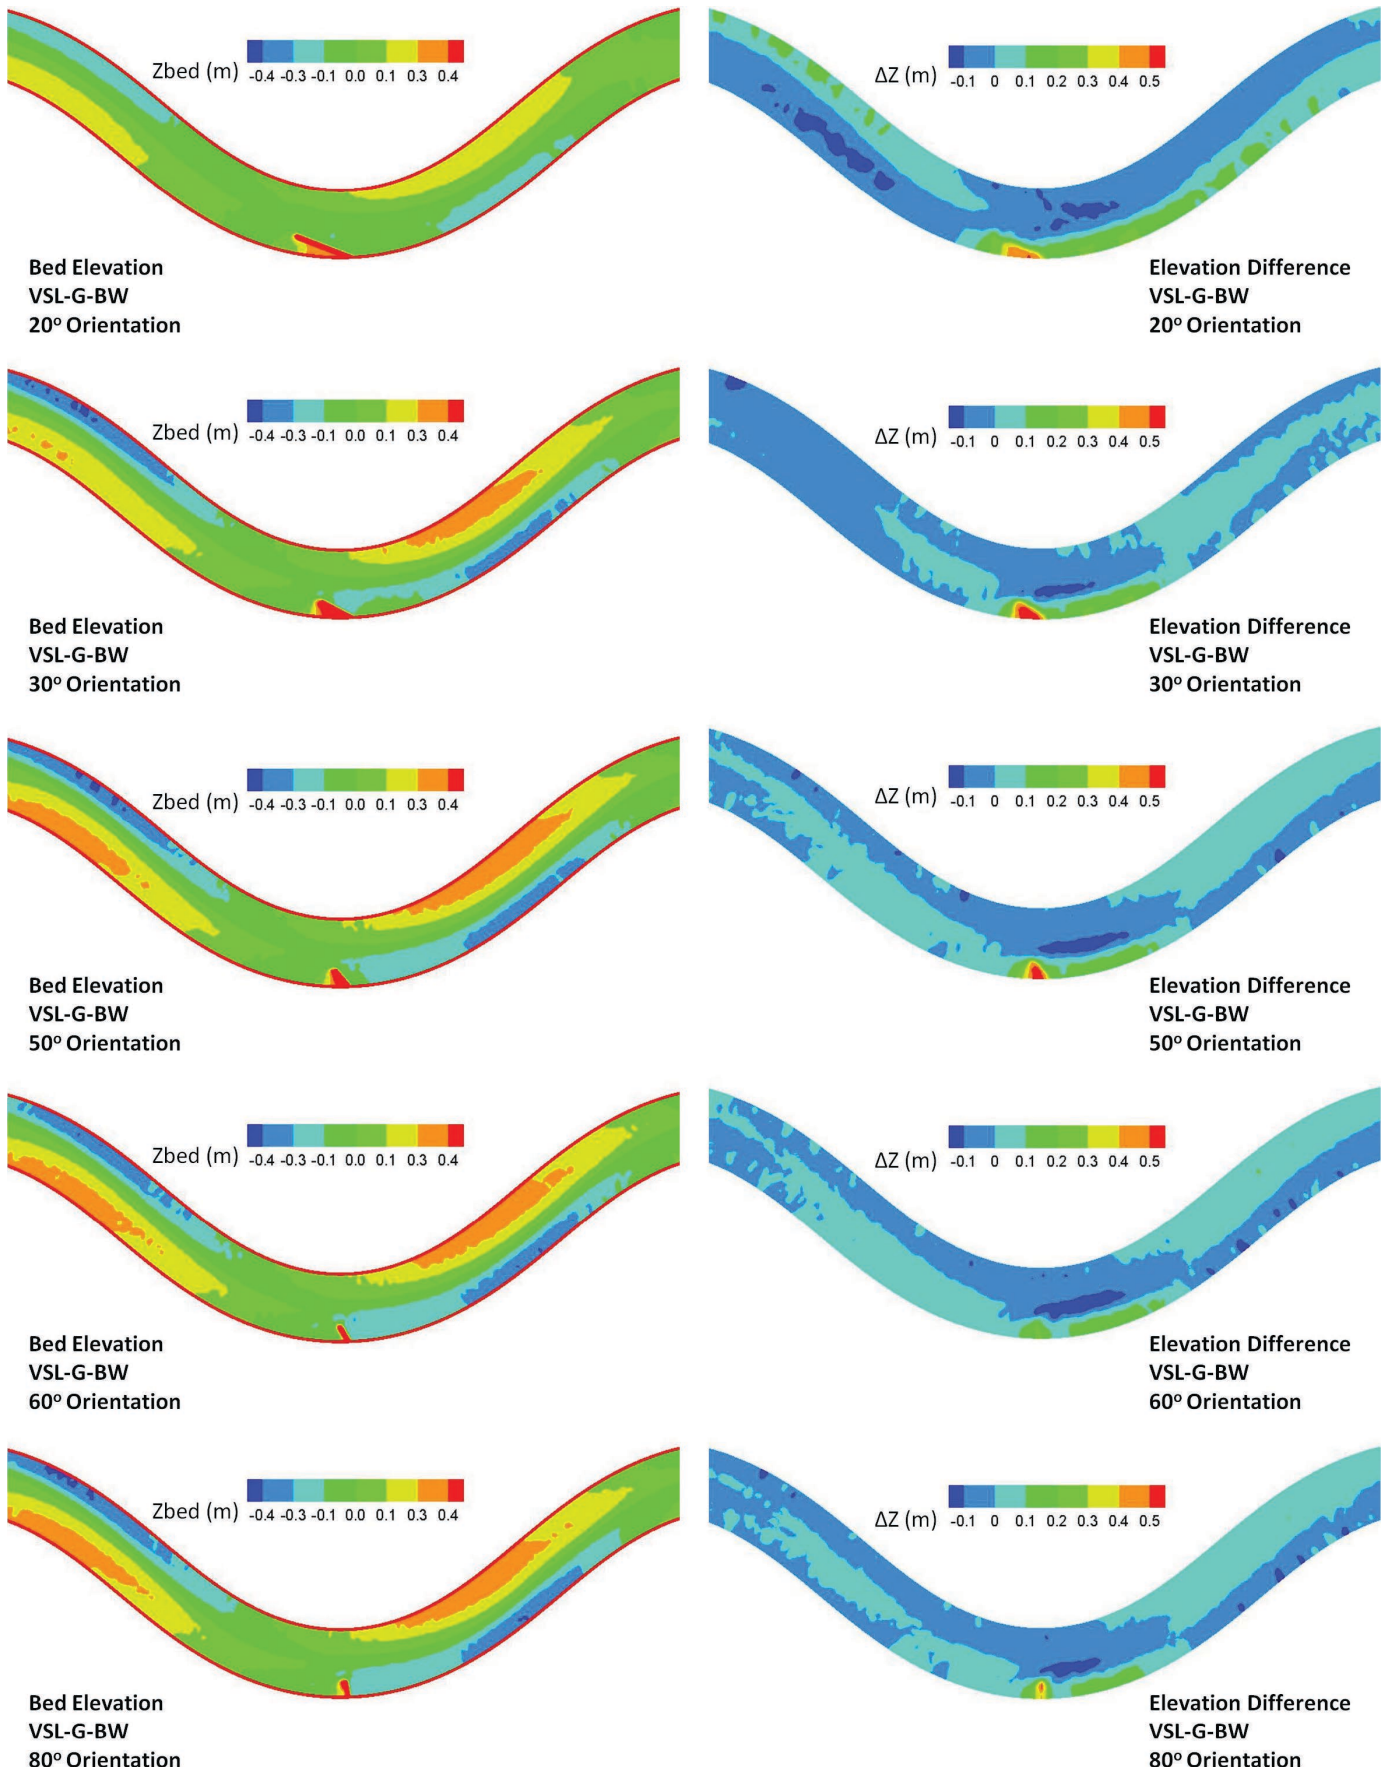 Zbed (m)
-0.4 -0.3 -0.1 0.0 0.1 0.3 0.4
ΔZ (m)
-0.1 0 0.1 0.2 0.3 0.4 0.5
Bed Elevation
VSL-G-BW
20º Orientation
Elevation Difference
VSL-G-BW
20º Orientation
Zbed (m)
-0.4 -0.3 -0.1 0.0 0.1 0.3 0.4
ΔZ (m)
-0.1 0 0.1 0.2 0.3 0.4 0.5
Bed Elevation
VSL-G-BW
30º Orientation
Elevation Difference
VSL-G-BW
30º Orientation
Zbed (m)
-0.4 -0.3 -0.1 0.0 0.1 0.3 0.4
ΔZ (m)
-0.1 0 0.1 0.2 0.3 0.4 0.5
Bed Elevation
VSL-G-BW
50º Orientation
Elevation Difference
VSL-G-BW
50º Orientation
Zbed (m)
-0.4 -0.3 -0.1 0.0 0.1 0.3 0.4
ΔZ (m)
-0.1 0 0.1 0.2 0.3 0.4 0.5
Bed Elevation
VSL-G-BW
60º Orientation
Elevation Difference
VSL-G-BW
60º Orientation
Zbed (m)
-0.4 -0.3 -0.1 0.0 0.1 0.3 0.4
ΔZ (m)
-0.1 0 0.1 0.2 0.3 0.4 0.5
Bed Elevation
VSL-G-BW
80º Orientation
Elevation Difference
VSL-G-BW
80º Orientation